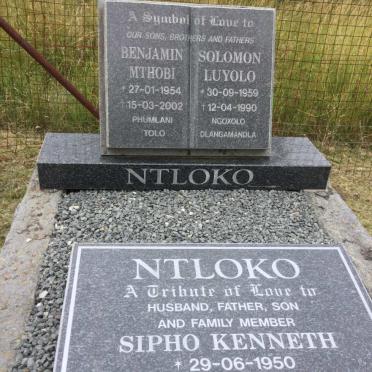 A Symbol of Love to
OUR SONS, BROTHERS AND FATHERS
BENJAMIN
MTHOBI
* 27-01-1954
† 15-03-2002
PHUMLANI
TOLO
SOLOMON
LUYOLO
* 30-09-1959
† 12-04-1990
NGOXOLO
DLANGAMANDLA
NTLOKO
NTLOKO
A Tribute of Love to
HUSBAND, FATHER, SON
AND FAMILY MEMBER
SIPHO KENNETH
* 29-06-1950